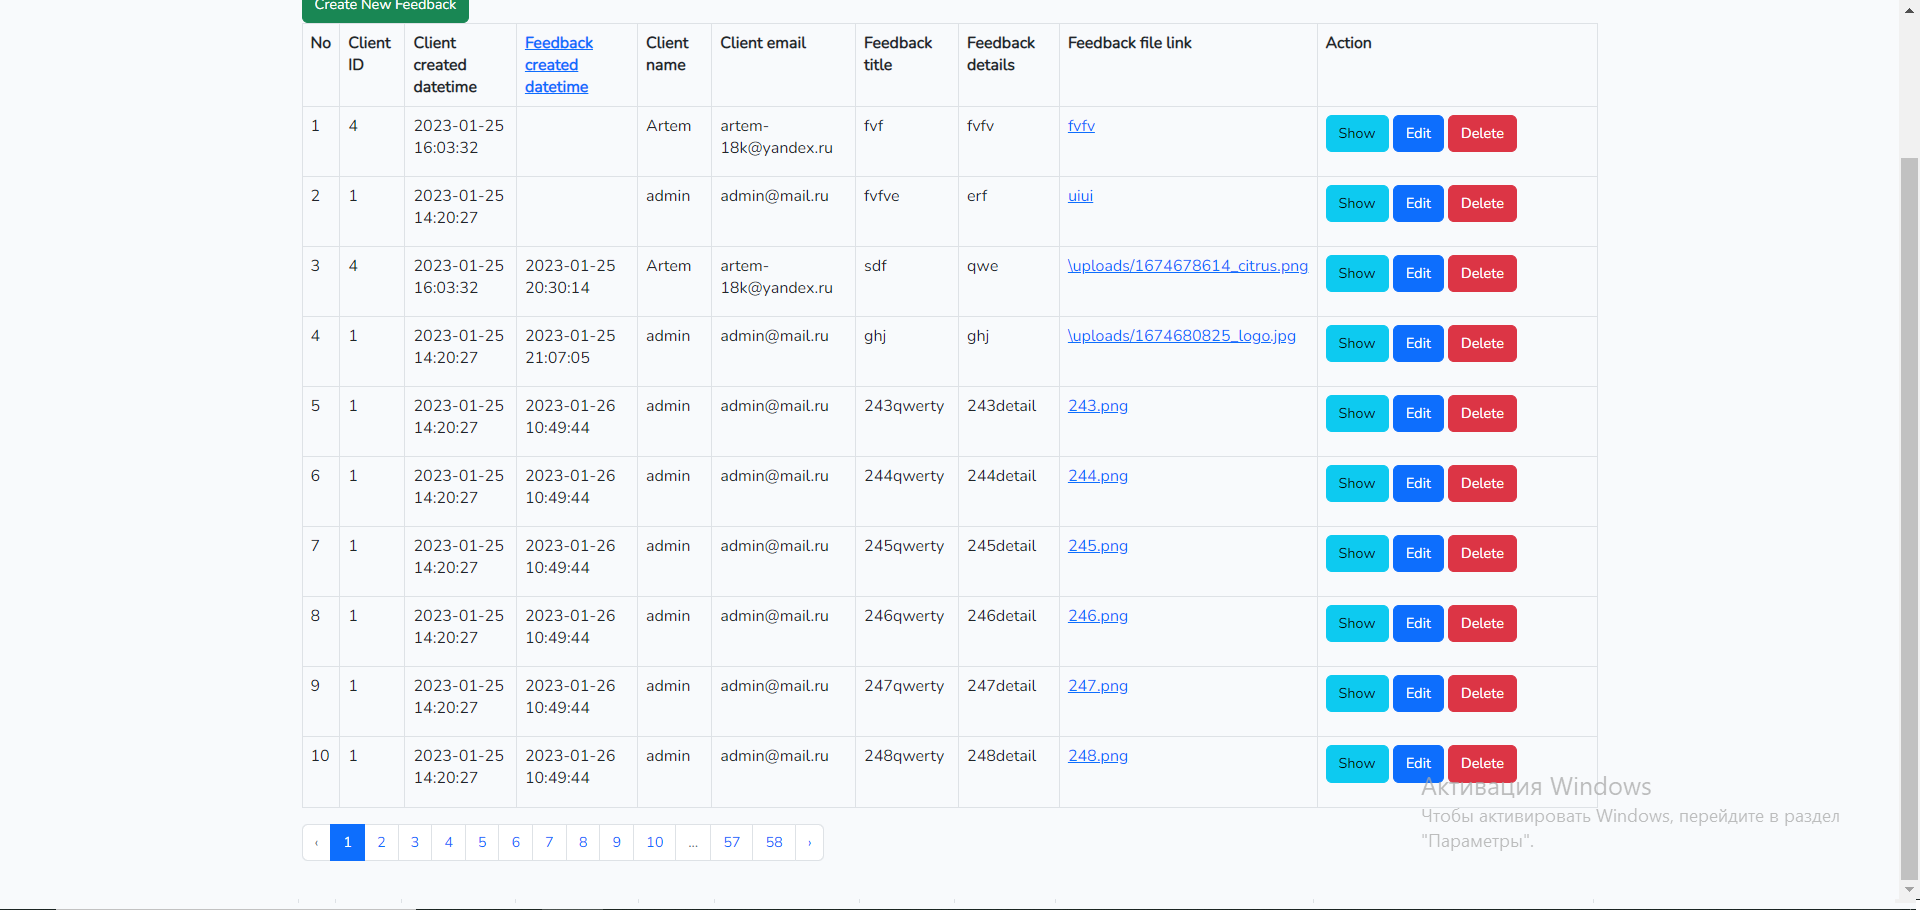 Create New Feedback
No Client ID Client created datetime Feedback created datetime Client name Client email Feedback title Feedback details Feedback file link Action
1 4 2023-01-25 16:03:32 Artem artem-18k@yandex.ru fvf fvfv fvfv Show Edit Delete
2 1 2023-01-25 14:20:27 admin admin@mail.ru fvfve erf uiui Show Edit Delete
3 4 2023-01-25 16:03:32 2023-01-25 20:30:14 Artem artem-18k@yandex.ru sdf qwe \uploads/1674678614_citrus.png Show Edit Delete
4 1 2023-01-25 14:20:27 2023-01-25 21:07:05 admin admin@mail.ru ghj ghj \uploads/1674680825_logo.jpg Show Edit Delete
5 1 2023-01-25 14:20:27 2023-01-26 10:49:44 admin admin@mail.ru 243qwerty 243detail 243.png Show Edit Delete
6 1 2023-01-25 14:20:27 2023-01-26 10:49:44 admin admin@mail.ru 244qwerty 244detail 244.png Show Edit Delete
7 1 2023-01-25 14:20:27 2023-01-26 10:49:44 admin admin@mail.ru 245qwerty 245detail 245.png Show Edit Delete
8 1 2023-01-25 14:20:27 2023-01-26 10:49:44 admin admin@mail.ru 246qwerty 246detail 246.png Show Edit Delete
9 1 2023-01-25 14:20:27 2023-01-26 10:49:44 admin admin@mail.ru 247qwerty 247detail 247.png Show Edit Delete
10 1 2023-01-25 14:20:27 2023-01-26 10:49:44 admin admin@mail.ru 248qwerty 248detail 248.png Show Edit Delete
Активация Windows
Чтобы активировать Windows, перейдите в раздел
"Параметры".
‹ 1 2 3 4 5 6 7 8 9 10 ... 57 58 ›